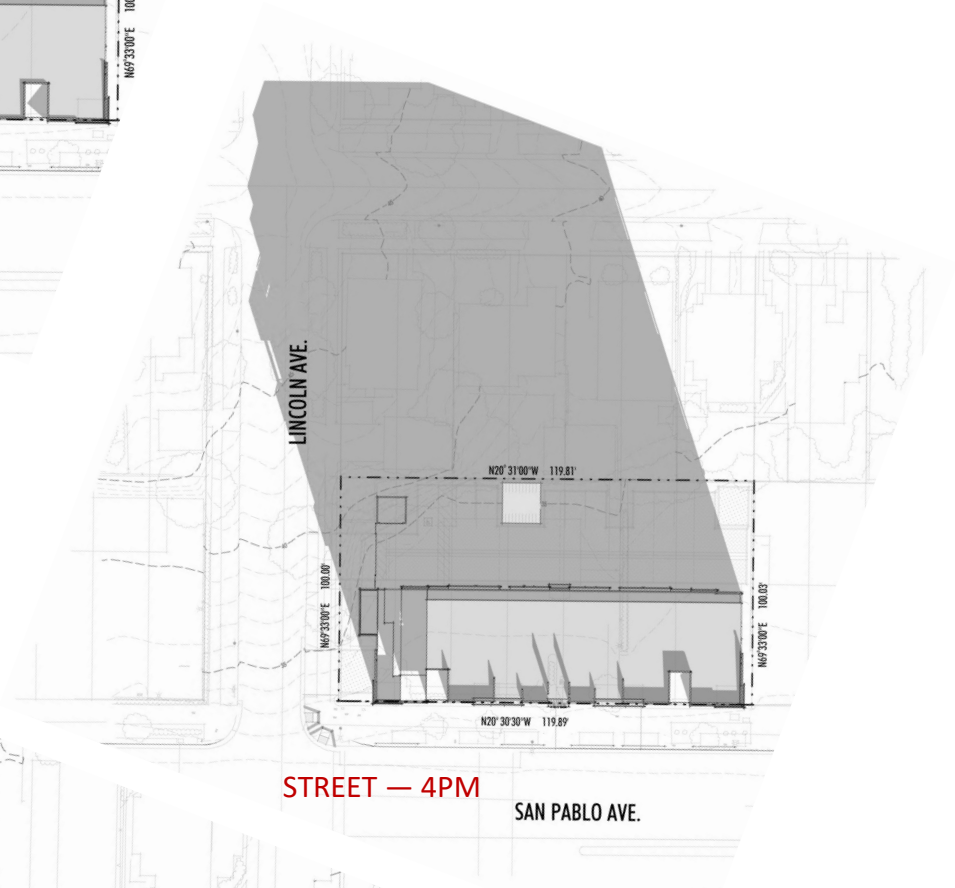 N69°33'00"E 100
LINCOLN AVE.
N20° 31'00"W 119.81'
N69°33'00"E 100.00'
N69°33'00"E 100.03'
N20° 30'30"W 119.89'
STREET — 4PM
SAN PABLO AVE.